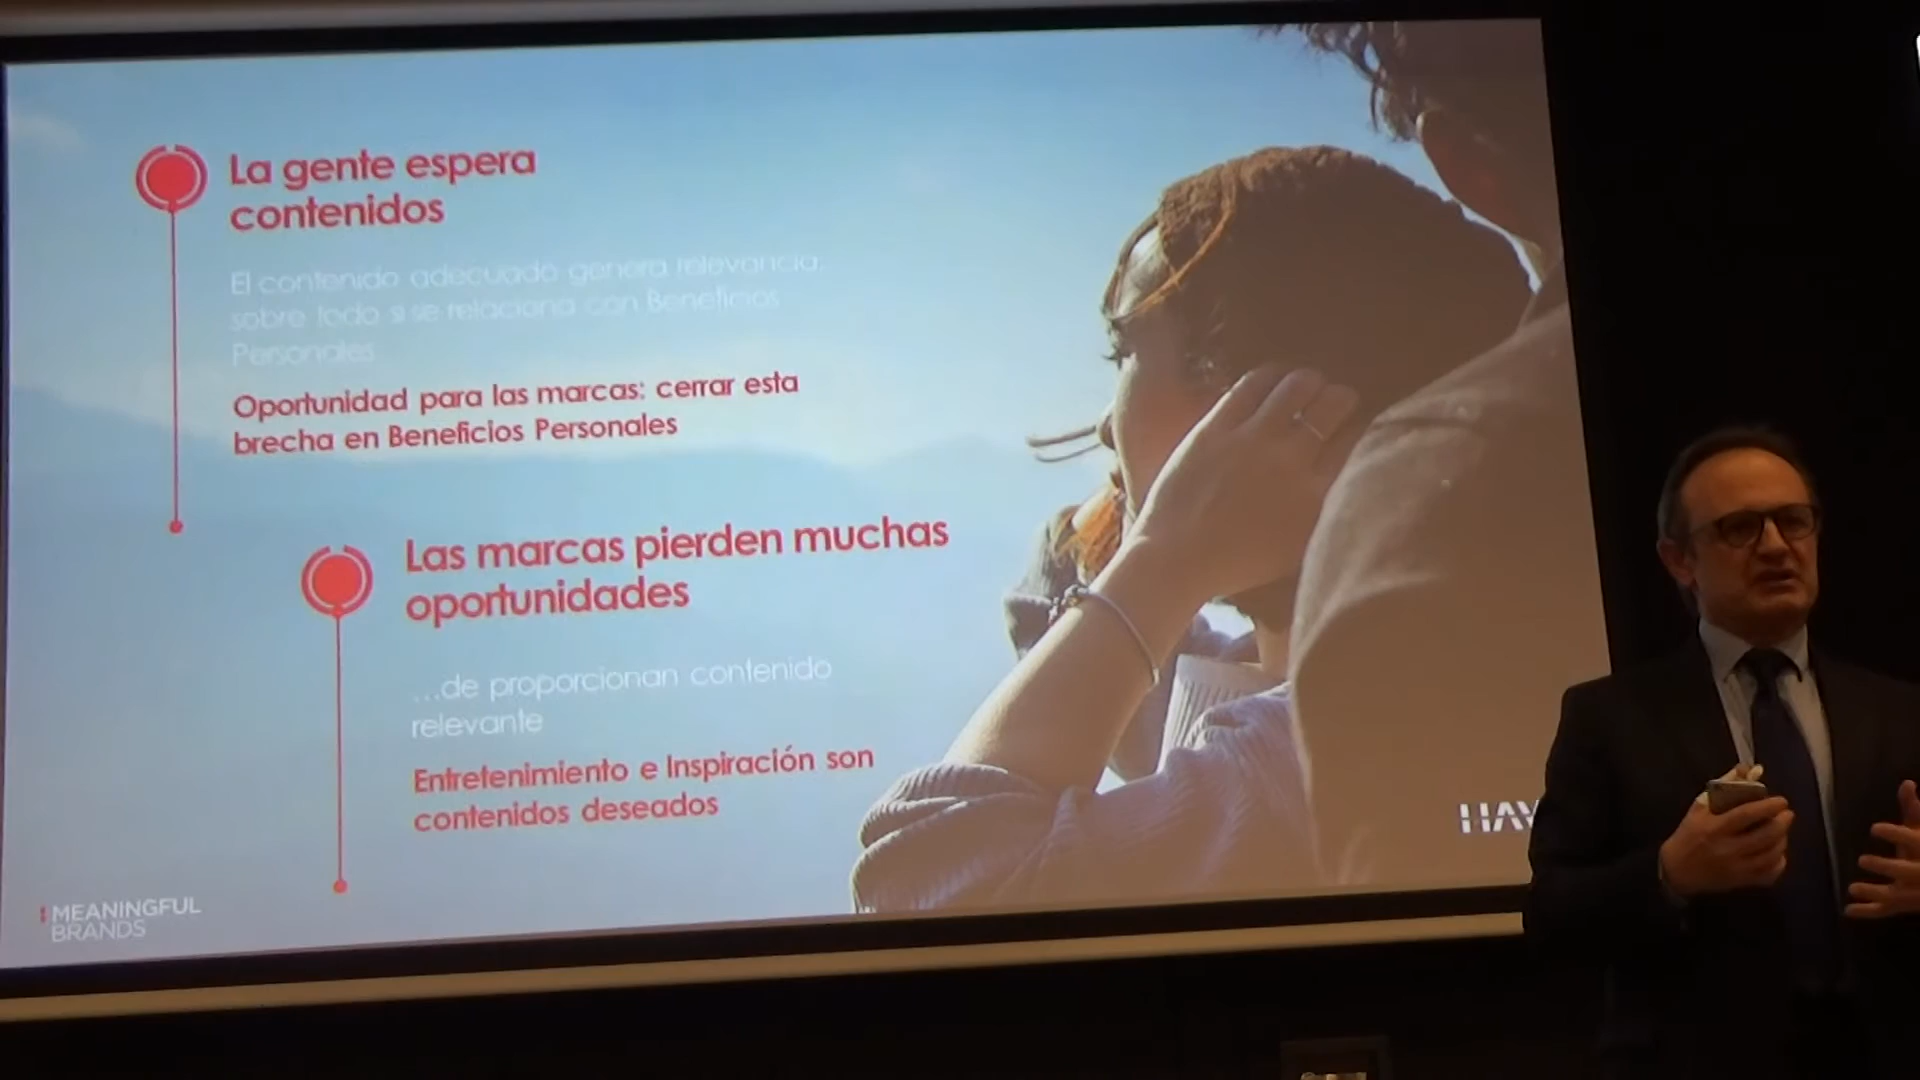 La gente espera
contenidos
El contenido adecuado genera relevancia,
sobre todo si se relaciona con Beneficios
Personales
Oportunidad para las marcas: cerrar esta
brecha en Beneficios Personales
Las marcas pierden muchas
oportunidades
...de proporcionan contenido
relevante
Entretenimiento e Inspiración son
contenidos deseados
HAV
MEANINGFUL
BRANDS